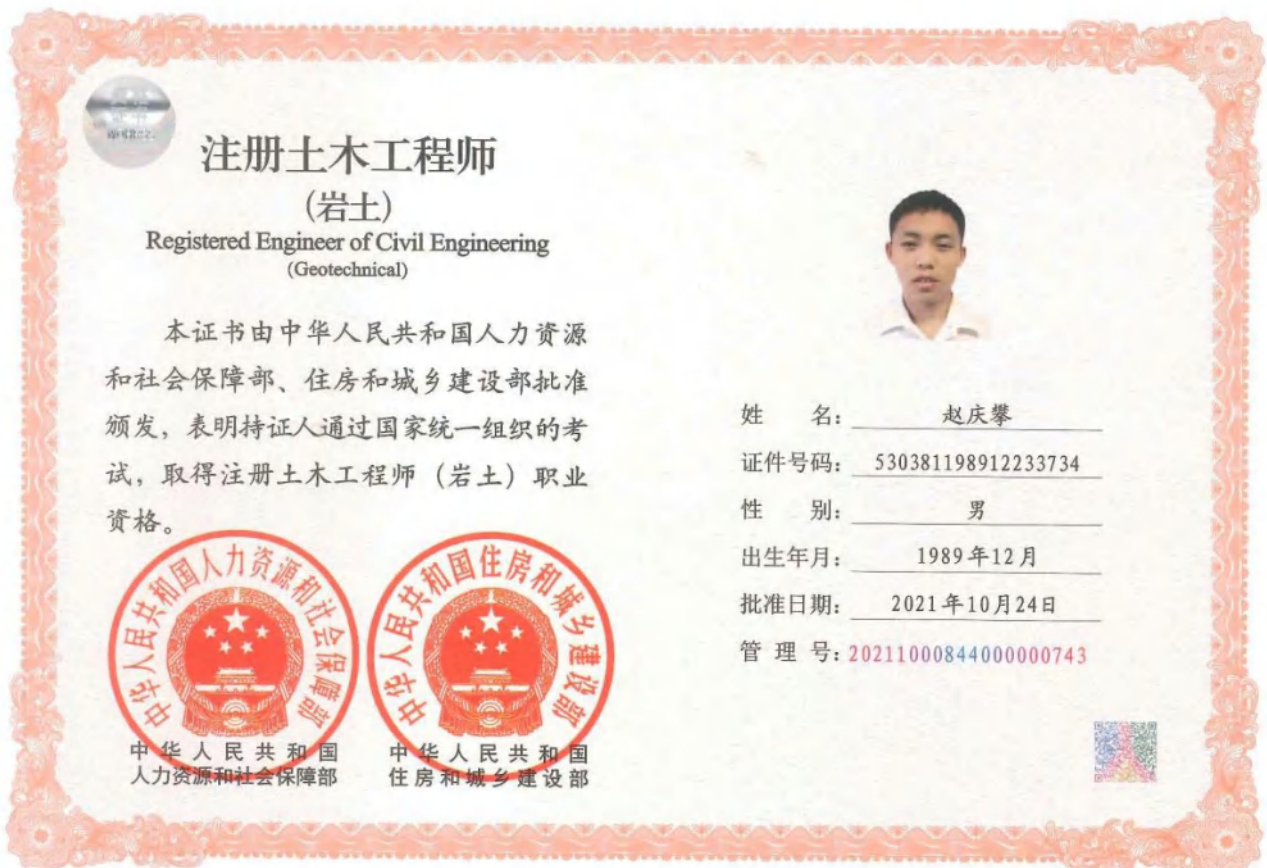 注册土木工程师
(岩土)
Registered Engineer of Civil Engineering
(Geotechnical)
本证书由中华人民共和国人力资源
和社会保障部、住房和城乡建设部批准
颁发，表明持证人通过国家统一组织的考
试，取得注册土木工程师（岩土）职业
资格。
中华人民共和国人力资源和社会保障部
中华人民共和国住房和城乡建设部
中华人民共和国
人力资源和社会保障部
中华人民共和国
住房和城乡建设部
姓 名：赵庆攀
证件号码：530381198912233734
性 别：男
出生年月：1989年12月
批准日期：2021年10月24日
管 理 号：20211000844000000743